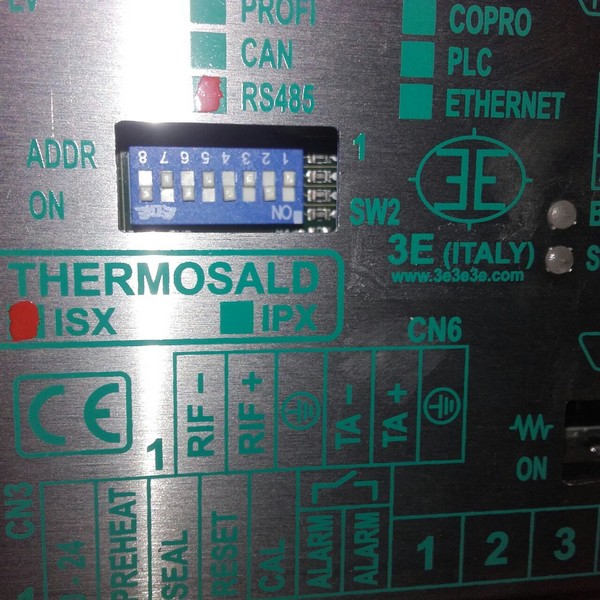 PROFI
CAN
RS485
COPRO
PLC
ETHERNET
ADDR
ON
8 7 6 5 4 3 2 1
ON
1
SW2
3E
3E (ITALY)
www.3e3e3e.com
THERMOSALD
ISX
IPX
CN6
CE
1
RIF –
RIF +
TA –
TA +
ON
CN3
- 24
PREHEAT
SEAL
RESET
CAL
ALARM
ALARM
1
2
3